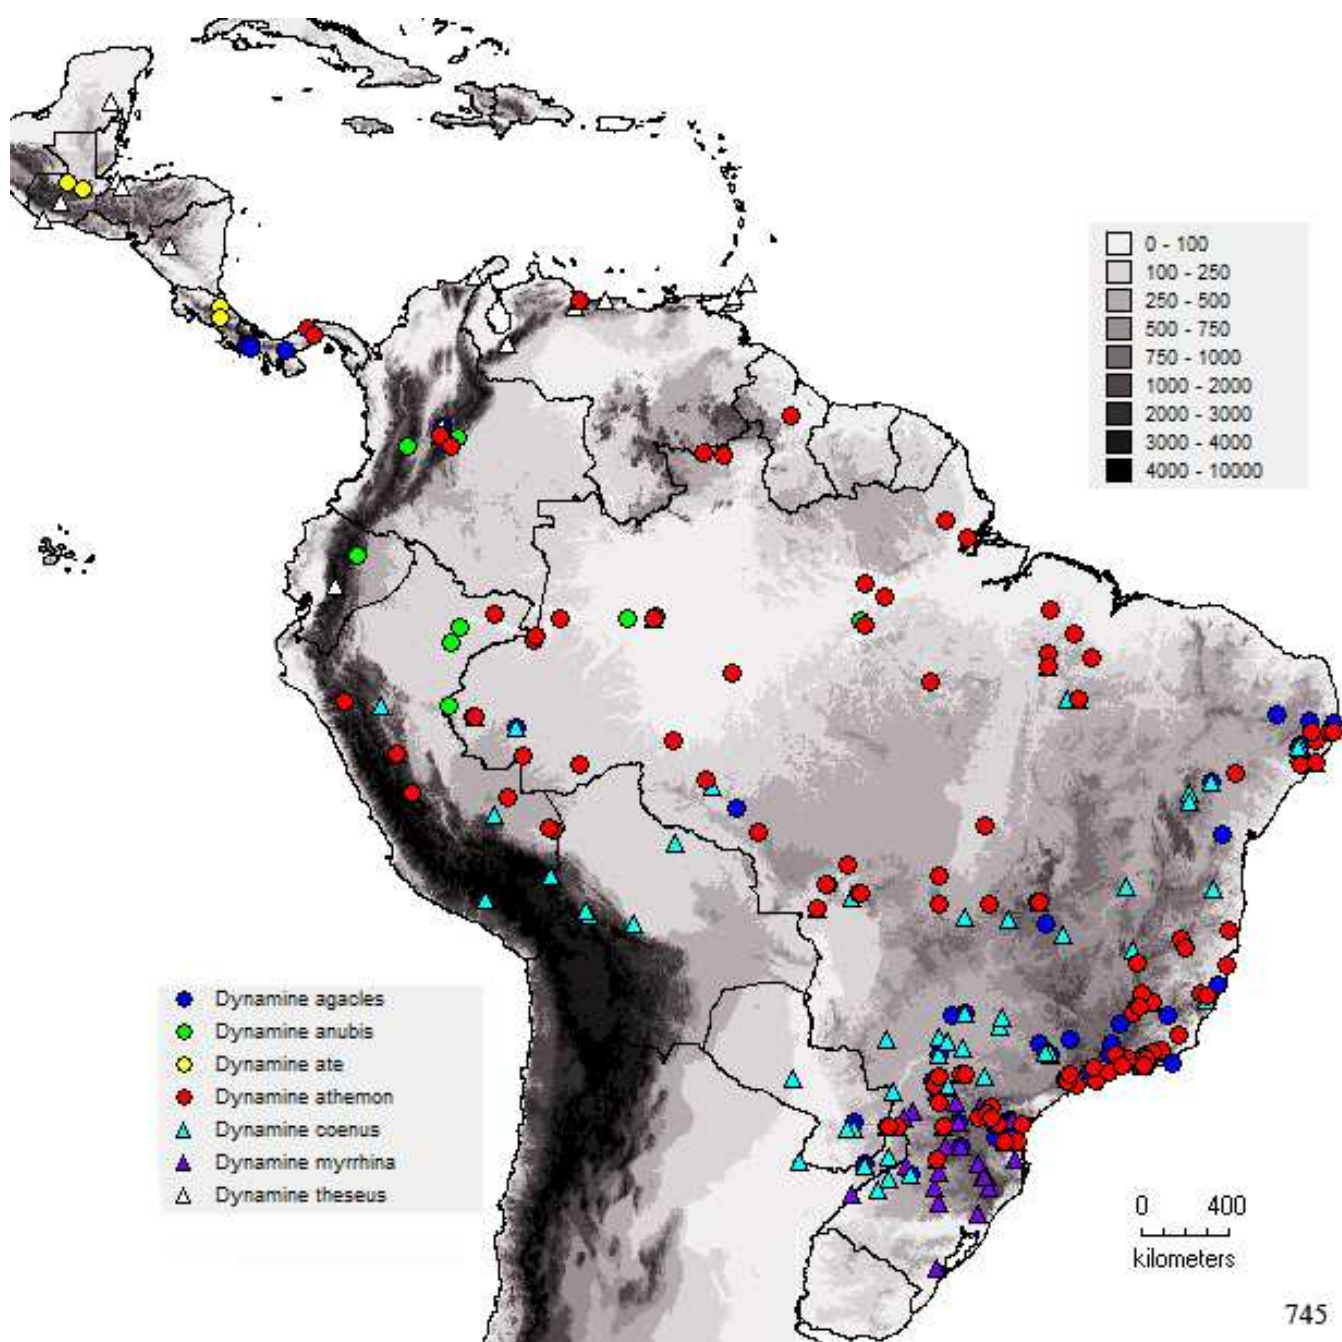 0 - 100
100 - 250
250 - 500
500 - 750
750 - 1000
1000 - 2000
2000 - 3000
3000 - 4000
4000 - 10000
Dynamine agacles
Dynamine anubis
Dynamine ate
Dynamine athemon
Dynamine coenus
Dynamine myrrhina
Dynamine theseus
0 400
kilometers
745